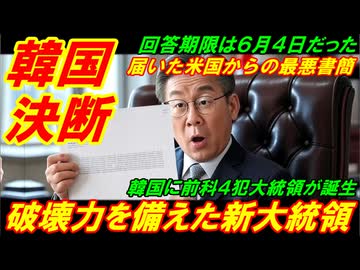 韓国
決断
回答期限は6月4日だった
届いた米国からの最悪書簡
韓国に前科4犯大統領が誕生
破壊力を備えた新大統領